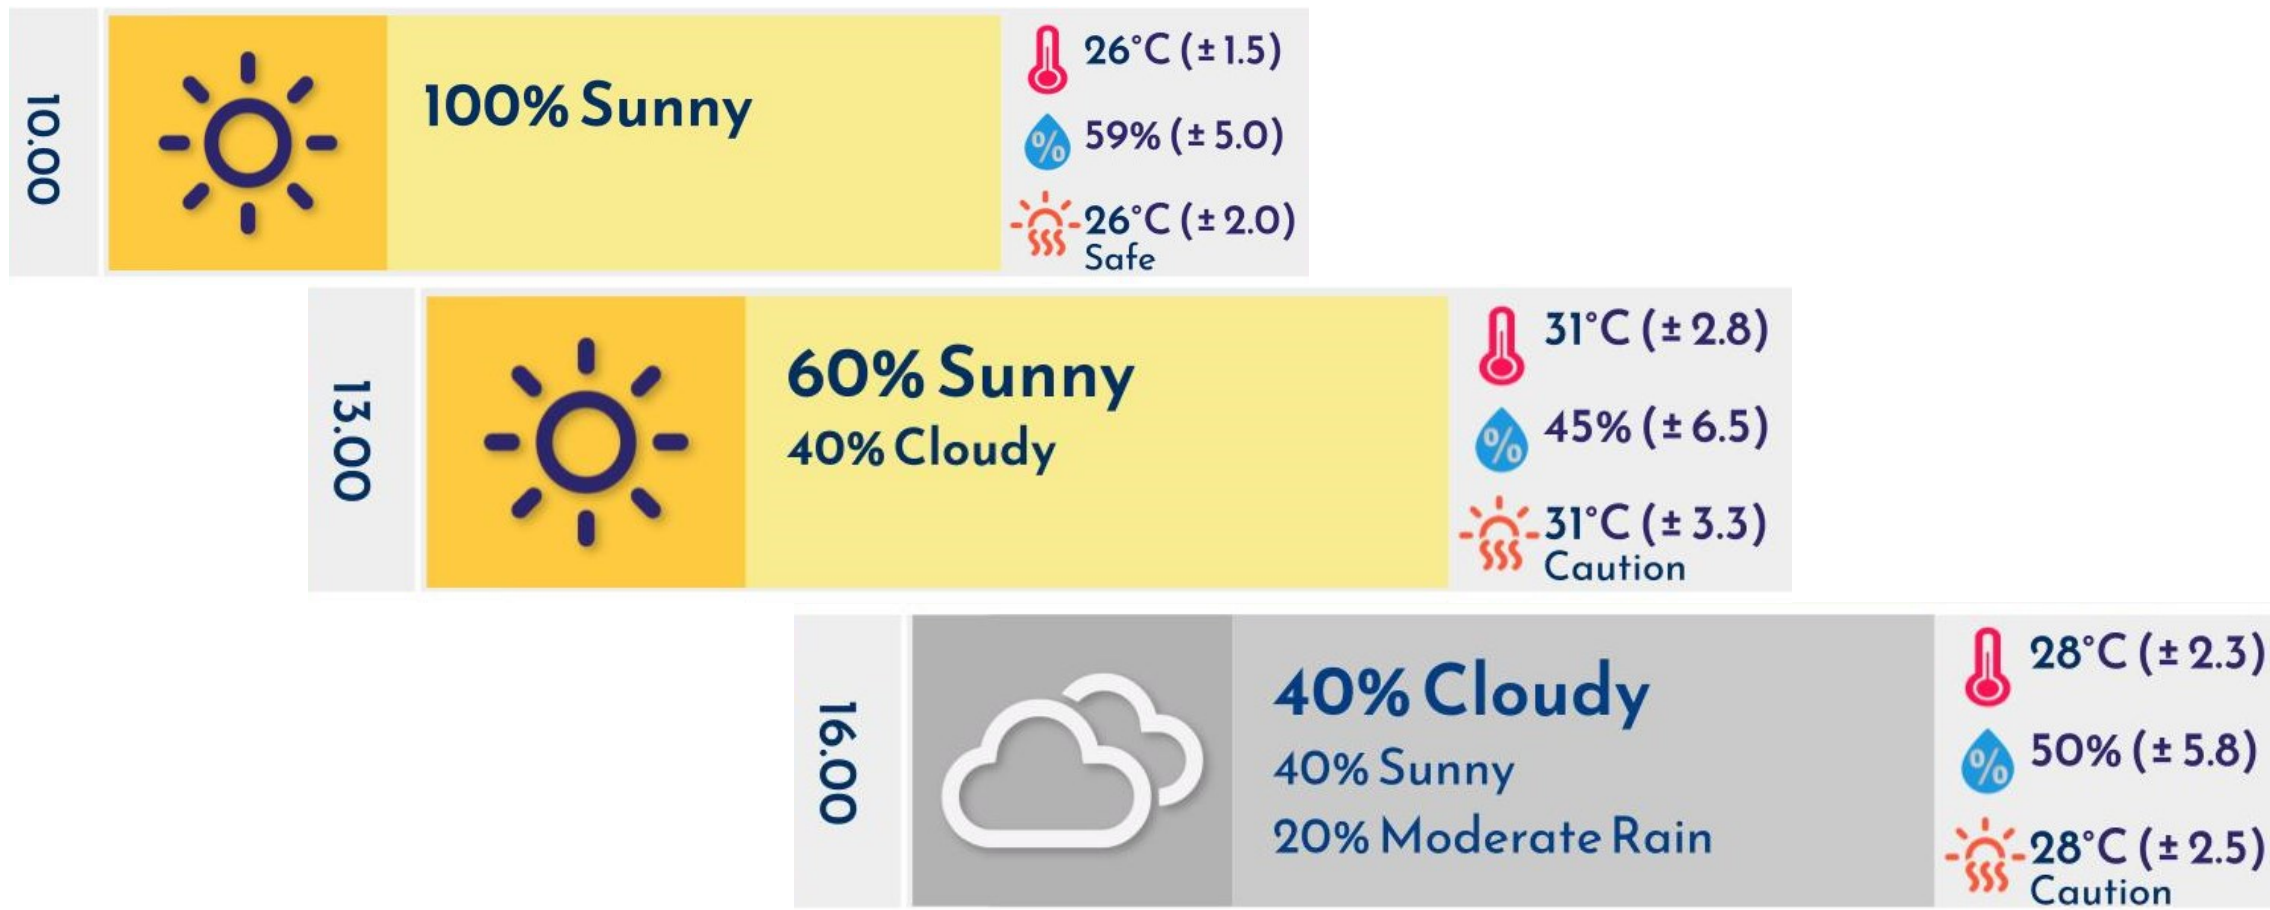 10.00
100% Sunny
26°C (± 1.5)
% 59% (± 5.0)
26°C (± 2.0)
Safe
13.00
60% Sunny
40% Cloudy
31°C (± 2.8)
% 45% (± 6.5)
31°C (± 3.3)
Caution
16.00
40% Cloudy
40% Sunny
20% Moderate Rain
28°C (± 2.3)
% 50% (± 5.8)
28°C (± 2.5)
Caution